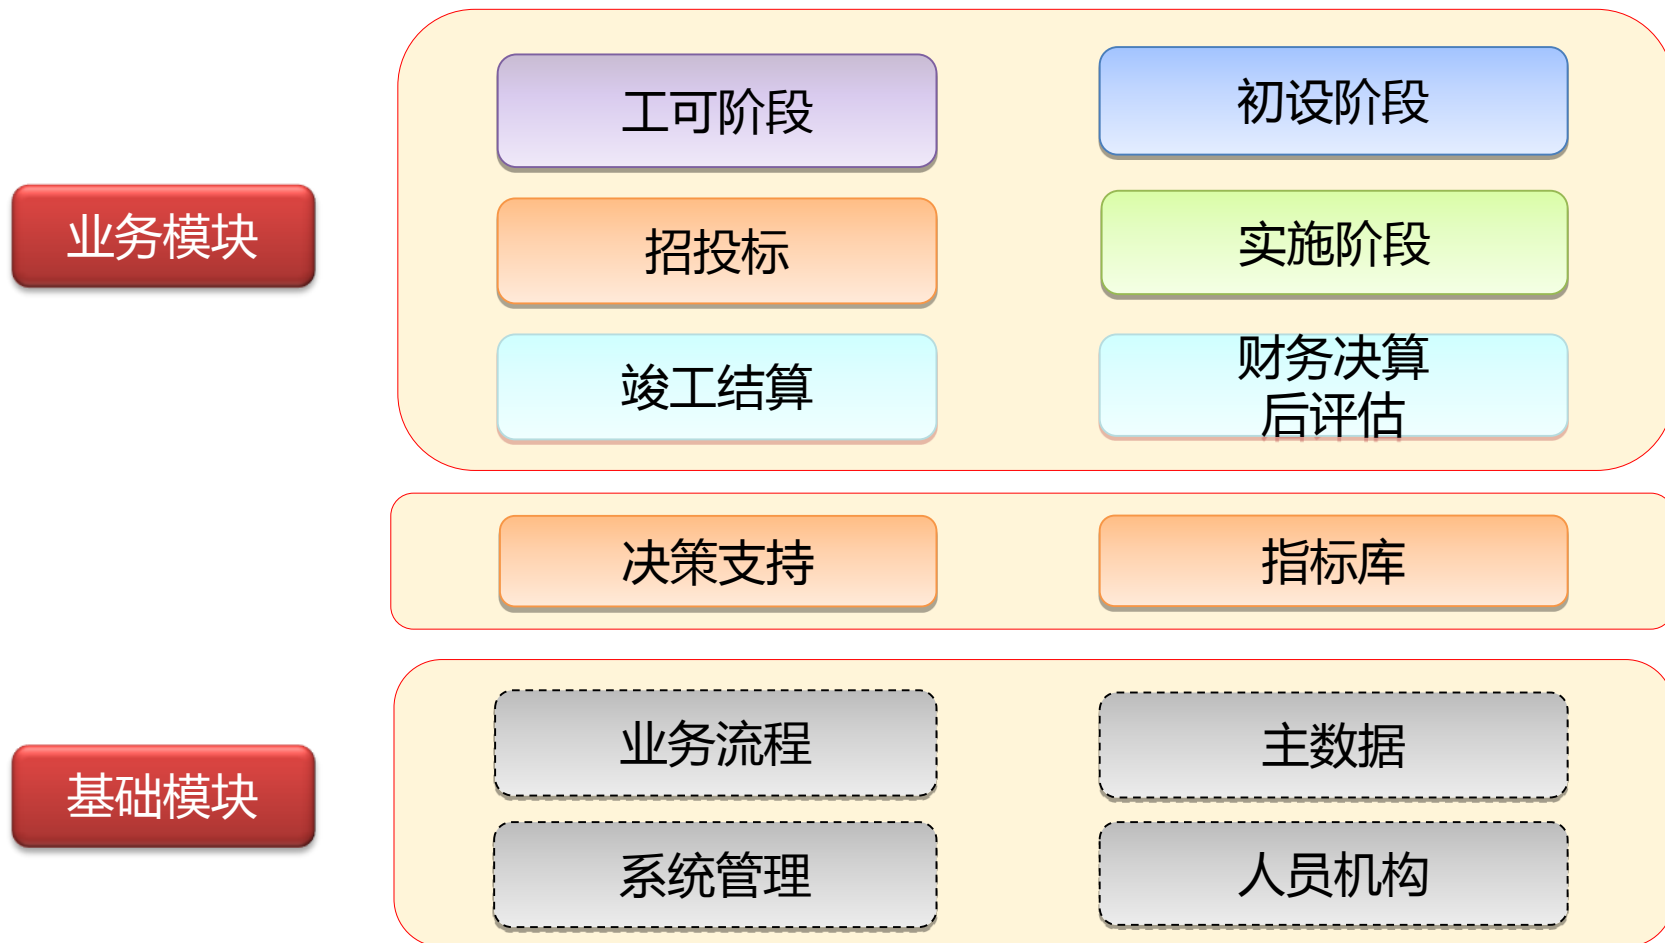 工可阶段
初设阶段
业务模块
招投标
实施阶段
竣工结算
财务决算
后评估
决策支持
指标库
基础模块
业务流程
主数据
系统管理
人员机构